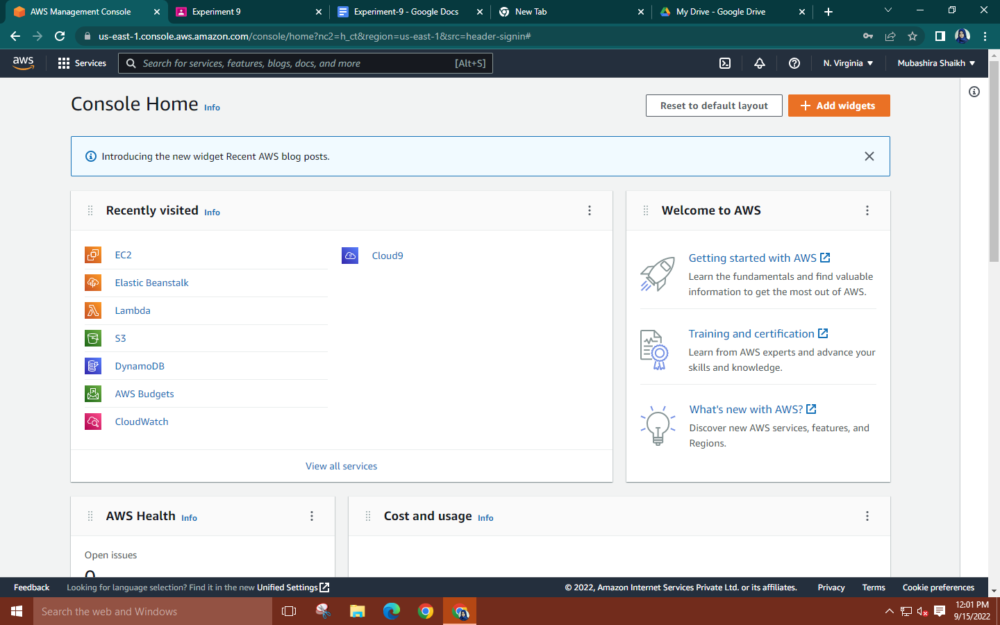 AWS Management Console
Experiment 9
Experiment-9 - Google Docs
New Tab
My Drive - Google Drive
us-east-1.console.aws.amazon.com/console/home?nc2=h_ct&region=us-east-1&src=header-signin#
aws
Services
Search for services, features, blogs, docs, and more
[Alt+S]
N. Virginia
Mubashira Shaikh
Console Home Info
Reset to default layout
Add widgets
Introducing the new widget Recent AWS blog posts.
Recently visited Info
EC2
Elastic Beanstalk
Lambda
S3
DynamoDB
AWS Budgets
CloudWatch
Cloud9
View all services
Welcome to AWS
Getting started with AWS
Learn the fundamentals and find valuable
information to get the most out of AWS.
Training and certification
Learn from AWS experts and advance your
skills and knowledge.
What's new with AWS?
Discover new AWS services, features, and
Regions.
AWS Health Info
Open issues
0
Cost and usage Info
Feedback
Looking for language selection? Find it in the new Unified Settings
© 2022, Amazon Internet Services Private Ltd. or its affiliates.
Privacy
Terms
Cookie preferences
Search the web and Windows
12:01 PM
9/15/2022